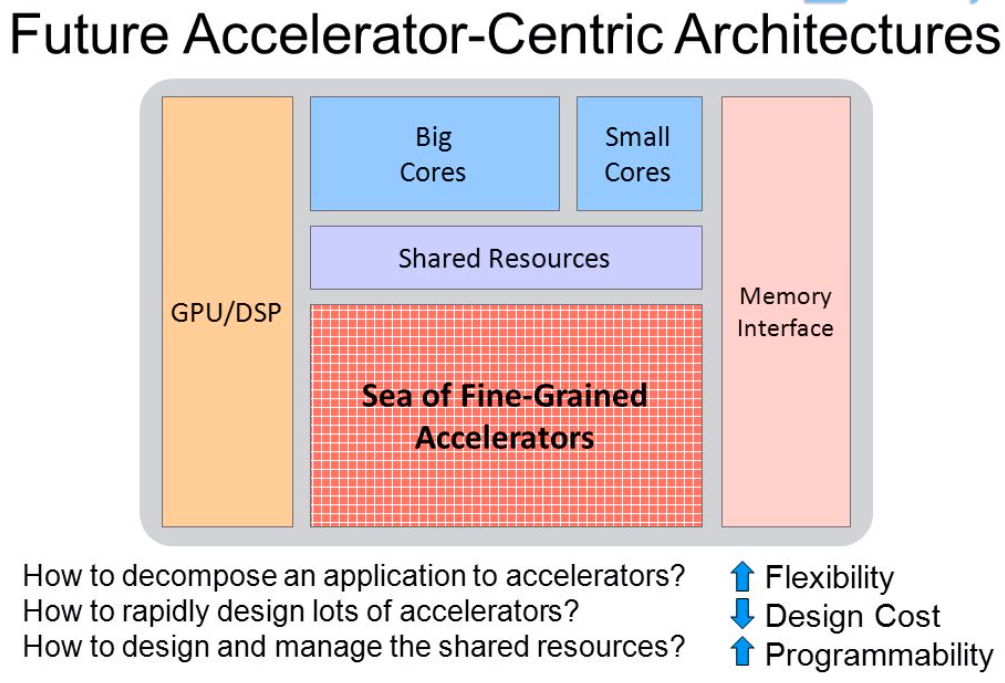 Future Accelerator-Centric Architectures
Big
Cores
Small
Cores
Shared Resources
GPU/DSP
Memory
Interface
Sea of Fine-Grained
Accelerators
How to decompose an application to accelerators?
How to rapidly design lots of accelerators?
How to design and manage the shared resources?
Flexibility
Design Cost
Programmability